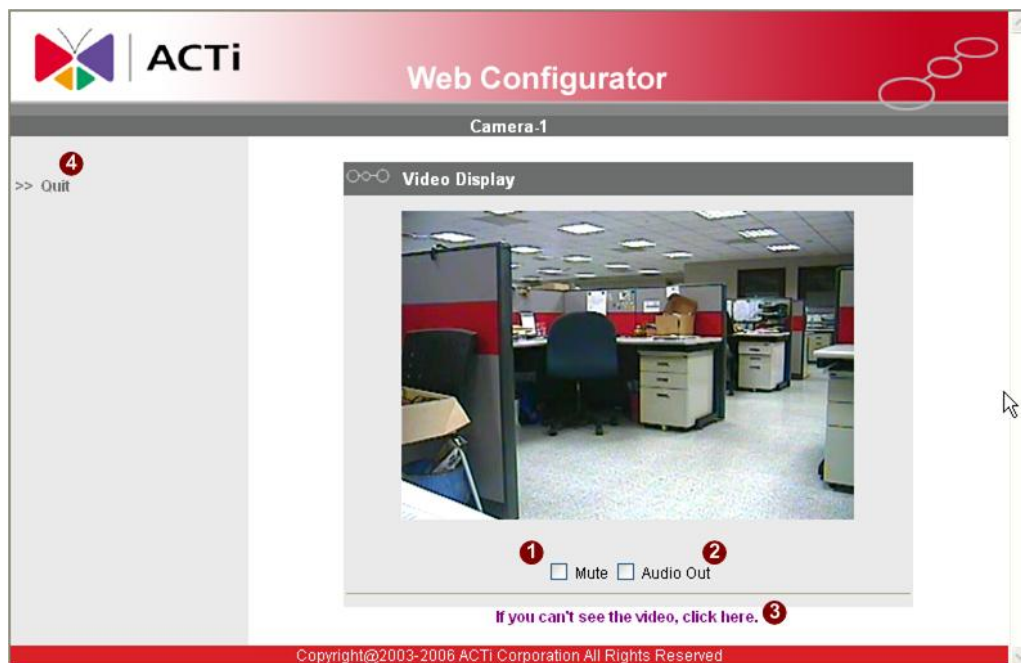 ACTi
Web Configurator
Camera-1
4
>> Quit
Video Display
1 2
Mute Audio Out
If you can't see the video, click here. 3
Copyright@2003-2006 ACTi Corporation All Rights Reserved